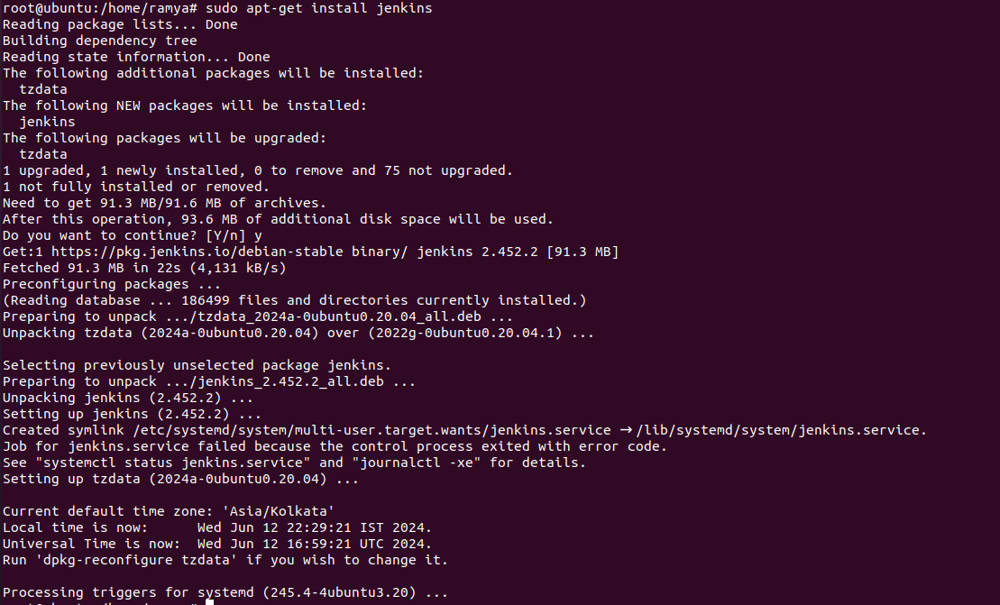 root@ubuntu:/home/ramya# sudo apt-get install jenkins
Reading package lists... Done
Building dependency tree
Reading state information... Done
The following additional packages will be installed:
  tzdata
The following NEW packages will be installed:
  jenkins
The following packages will be upgraded:
  tzdata
1 upgraded, 1 newly installed, 0 to remove and 75 not upgraded.
1 not fully installed or removed.
Need to get 91.3 MB/91.6 MB of archives.
After this operation, 93.6 MB of additional disk space will be used.
Do you want to continue? [Y/n] y
Get:1 https://pkg.jenkins.io/debian-stable binary/ jenkins 2.452.2 [91.3 MB]
Fetched 91.3 MB in 22s (4,131 kB/s)
Preconfiguring packages ...
(Reading database ... 186499 files and directories currently installed.)
Preparing to unpack .../tzdata_2024a-0ubuntu0.20.04_all.deb ...
Unpacking tzdata (2024a-0ubuntu0.20.04) over (2022g-0ubuntu0.20.04.1) ...
Selecting previously unselected package jenkins.
Preparing to unpack .../jenkins_2.452.2_all.deb ...
Unpacking jenkins (2.452.2) ...
Setting up jenkins (2.452.2) ...
Created symlink /etc/systemd/system/multi-user.target.wants/jenkins.service → /lib/systemd/system/jenkins.service.
Job for jenkins.service failed because the control process exited with error code.
See "systemctl status jenkins.service" and "journalctl -xe" for details.
Setting up tzdata (2024a-0ubuntu0.20.04) ...
Current default time zone: 'Asia/Kolkata'
Local time is now:      Wed Jun 12 22:29:21 IST 2024.
Universal Time is now:  Wed Jun 12 16:59:21 UTC 2024.
Run 'dpkg-reconfigure tzdata' if you wish to change it.
Processing triggers for systemd (245.4-4ubuntu3.20) ...